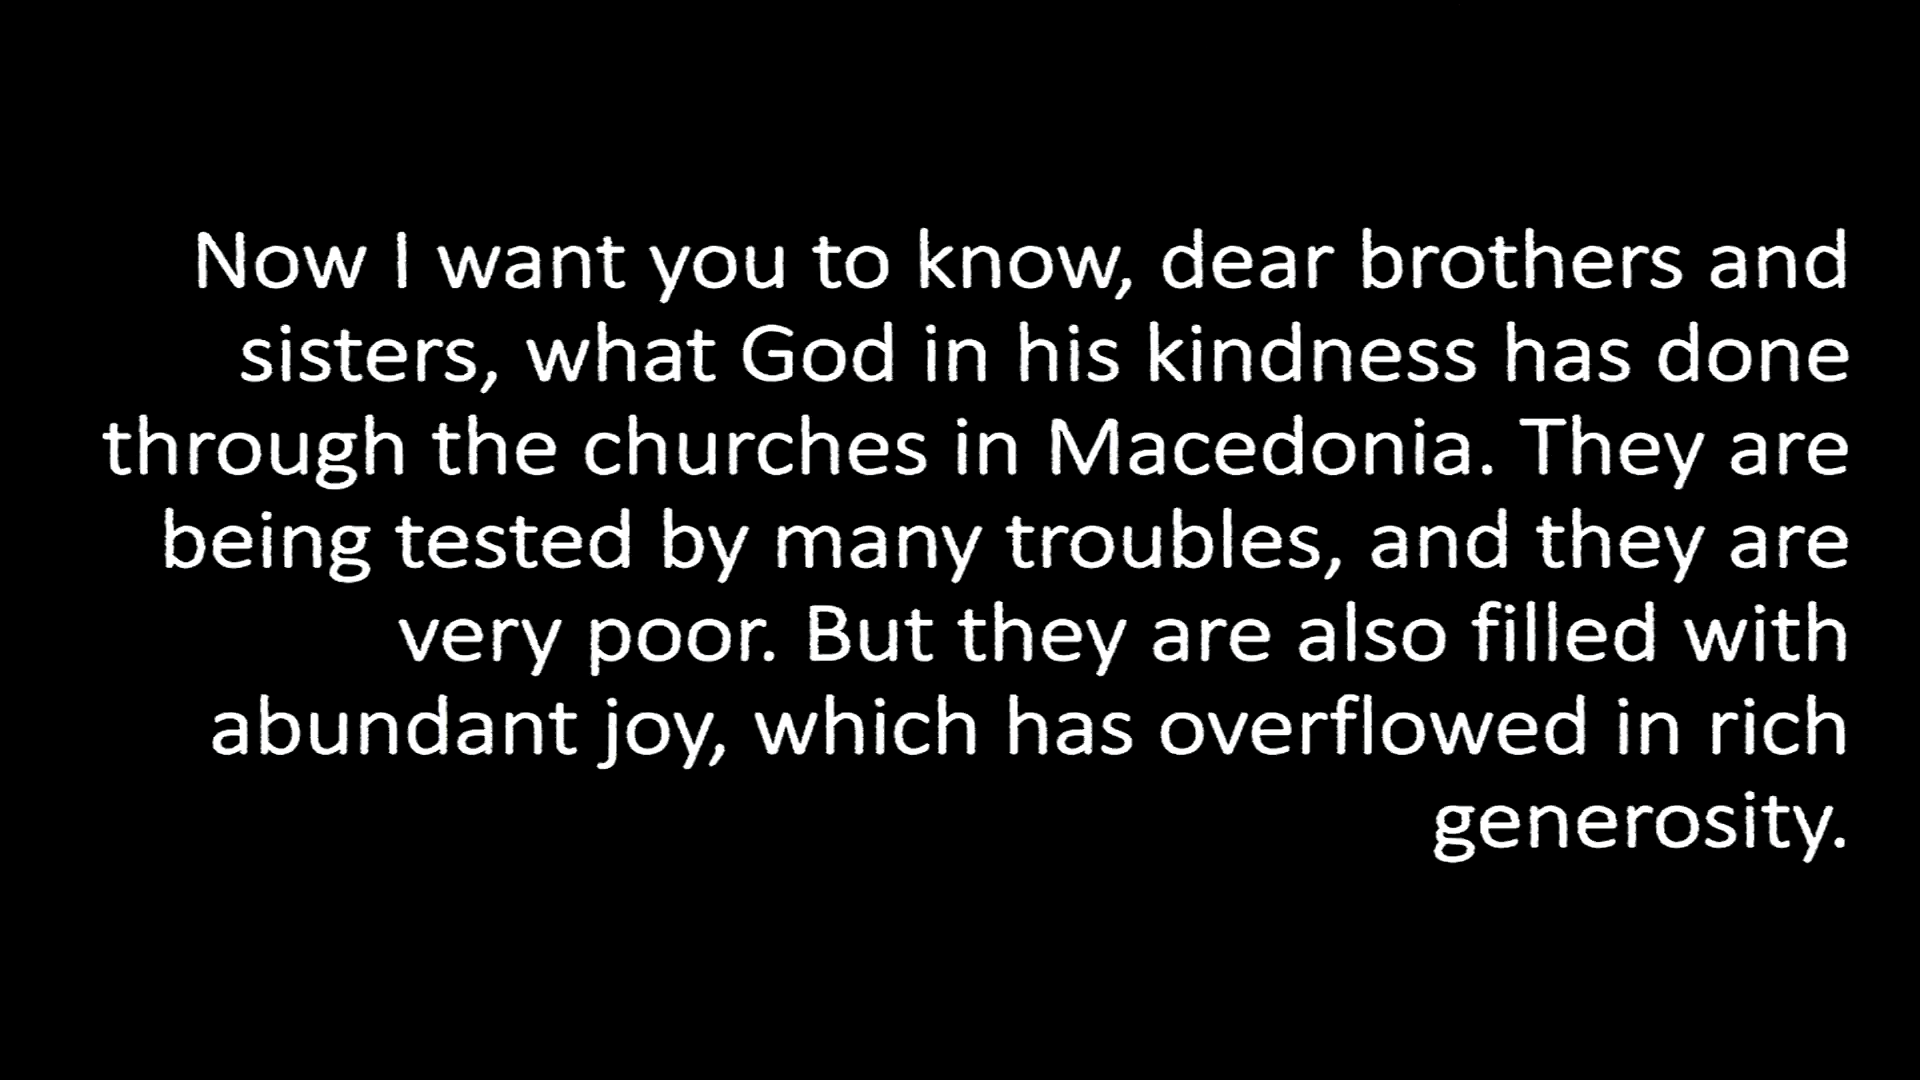 Now I want you to know, dear brothers and
sisters, what God in his kindness has done
through the churches in Macedonia. They are
being tested by many troubles, and they are
very poor. But they are also filled with
abundant joy, which has overflowed in rich
generosity.